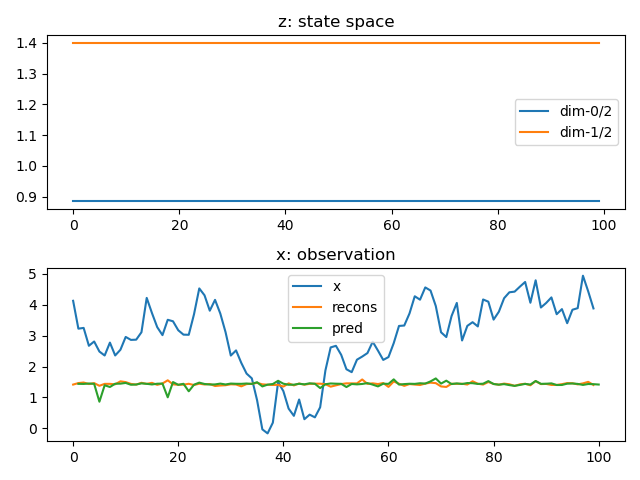 z: state space
1.4
1.3
1.2
1.1
1.0
0.9
dim-0/2
dim-1/2
0 20 40 60 80 100
x: observation
5
4
3
2
1
0
x
recons
pred
0 20 40 60 80 100